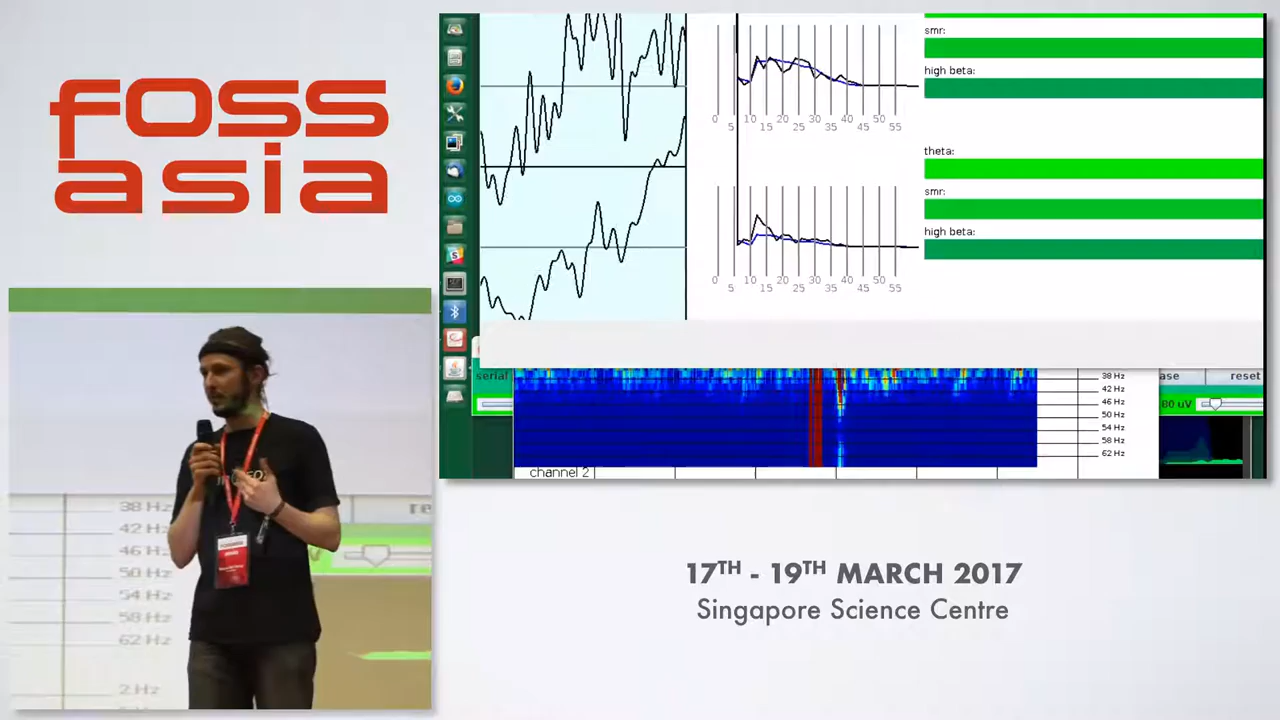 foss
asia
smr:
high beta:
0 5 10 15 20 25 30 35 40 45 50 55
theta:
smr:
high beta:
0 5 10 15 20 25 30 35 40 45 50 55
serial
38 Hz
42 Hz
46 Hz
50 Hz
54 Hz
58 Hz
62 Hz
channel 2
ase
reset
80 uV
38 Hz
42 Hz
46 Hz
50 Hz
54 Hz
58 Hz
62 Hz
2 Hz
re
V
17TH - 19TH MARCH 2017
Singapore Science Centre